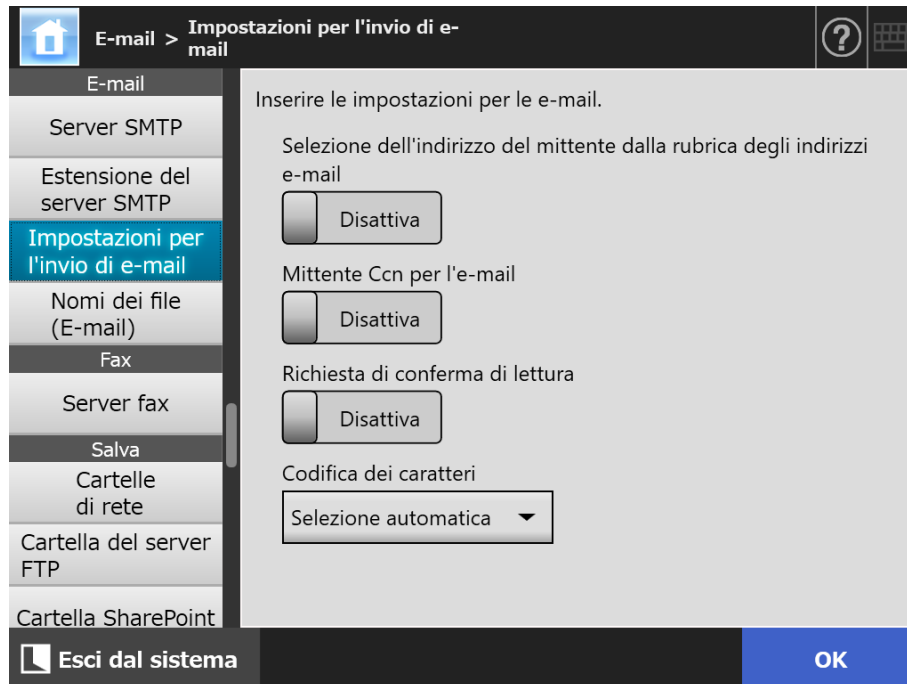 E-mail > Impostazioni per l'invio di e-
mail
E-mail
Server SMTP
Estensione del
server SMTP
Impostazioni per
l'invio di e-mail
Nomi dei file
(E-mail)
Fax
Server fax
Salva
Cartelle
di rete
Cartella del server
FTP
Cartella SharePoint
Inserire le impostazioni per le e-mail.
Selezione dell'indirizzo del mittente dalla rubrica degli indirizzi
e-mail
Disattiva
Mittente Ccn per l'e-mail
Disattiva
Richiesta di conferma di lettura
Disattiva
Codifica dei caratteri
Selezione automatica
Esci dal sistema
OK